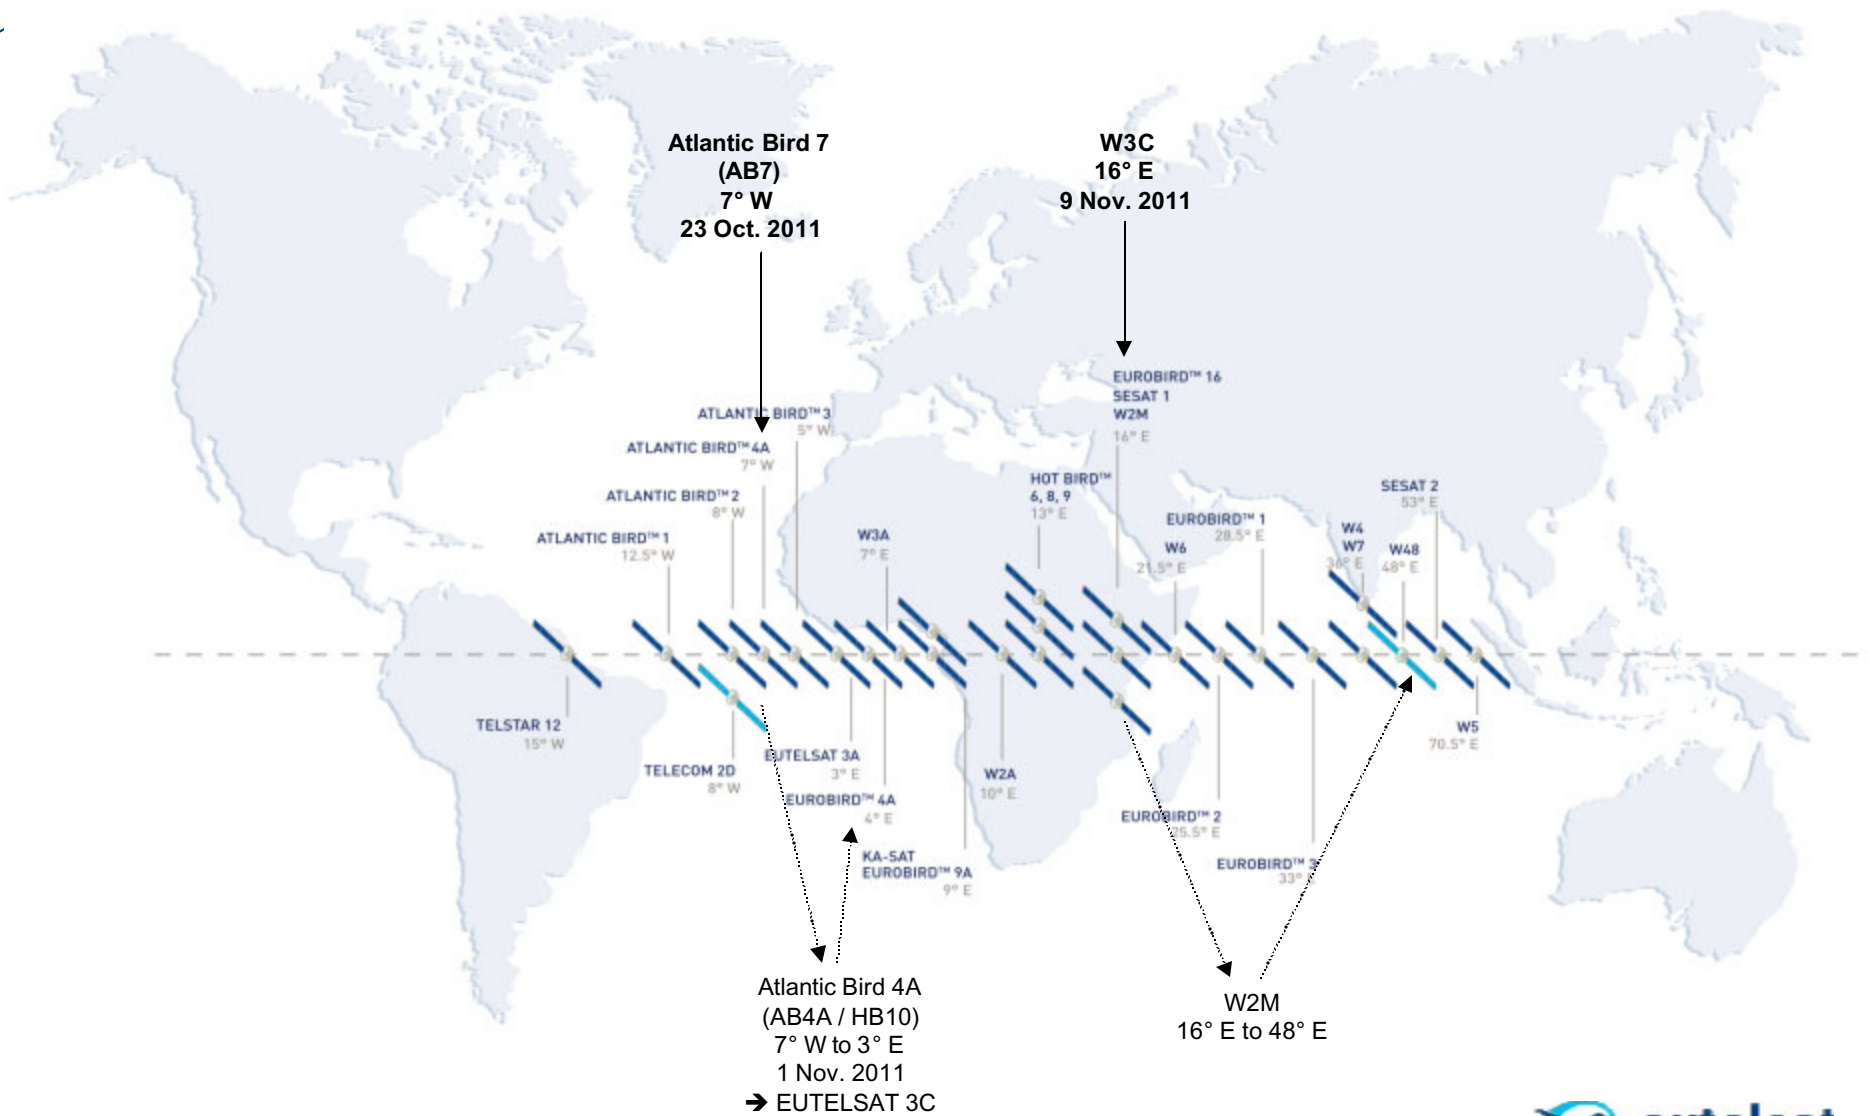 Atlantic Bird 7
(AB7)
7° W
23 Oct. 2011
W3C
16° E
9 Nov. 2011
EUROBIRD™ 16
SESAT 1
W2M
16° E
ATLANTIC BIRD™ 3
5° W
ATLANTIC BIRD™ 4A
7° W
ATLANTIC BIRD™ 2
8° W
ATLANTIC BIRD™ 1
12.5° W
W3A
7° E
HOT BIRD™
6, 8, 9
13° E
EUROBIRD™ 1
28.5° E
W6
21.5° E
SESAT 2
53° E
W4
W7
36° E
W48
48° E
TELSTAR 12
15° W
TELECOM 2D
8° W
EUTELSAT 3A
3° E
EUROBIRD™ 4A
4° E
KA-SAT
EUROBIRD™ 9A
9° E
W2A
10° E
EUROBIRD™ 2
25.5° E
EUROBIRD™ 3
33° E
W5
70.5° E
Atlantic Bird 4A
(AB4A / HB10)
7° W to 3° E
1 Nov. 2011
➔ EUTELSAT 3C
W2M
16° E to 48° E
eutelsat